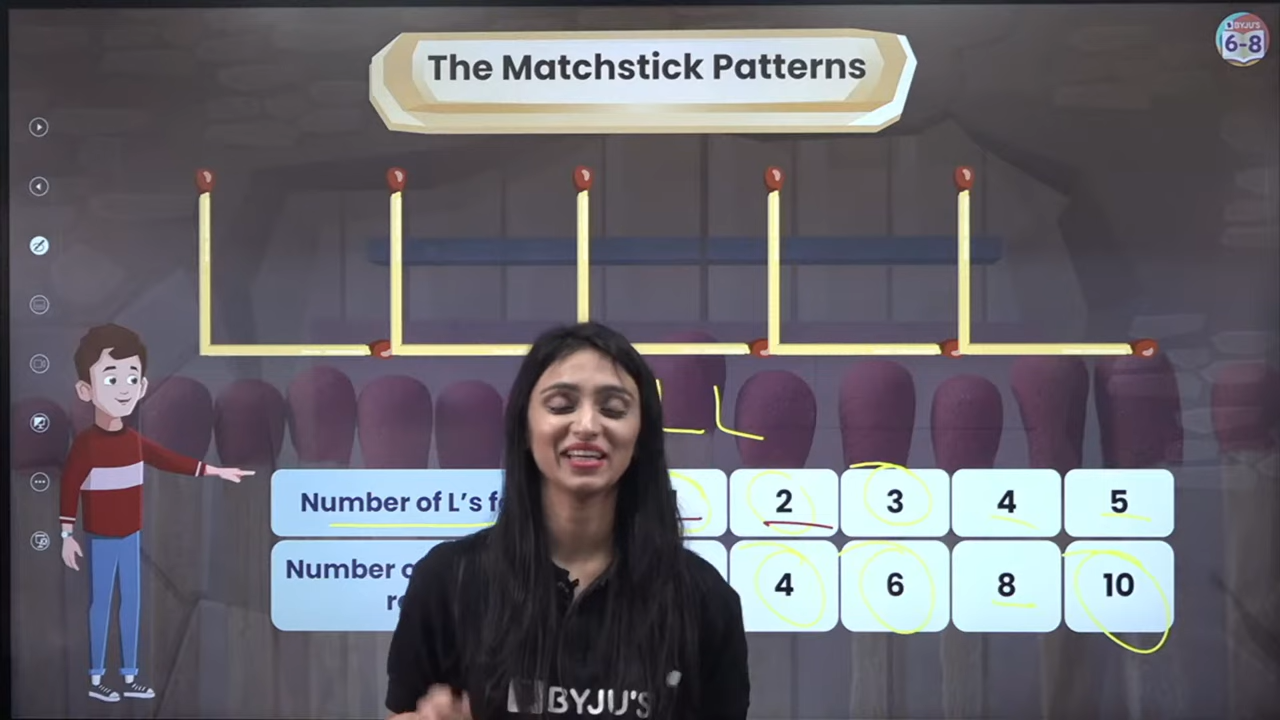 BYJU'S
6-8
The Matchstick Patterns
Number of L's 2 3 4 5
Number 4 6 8 10
BYJU'S